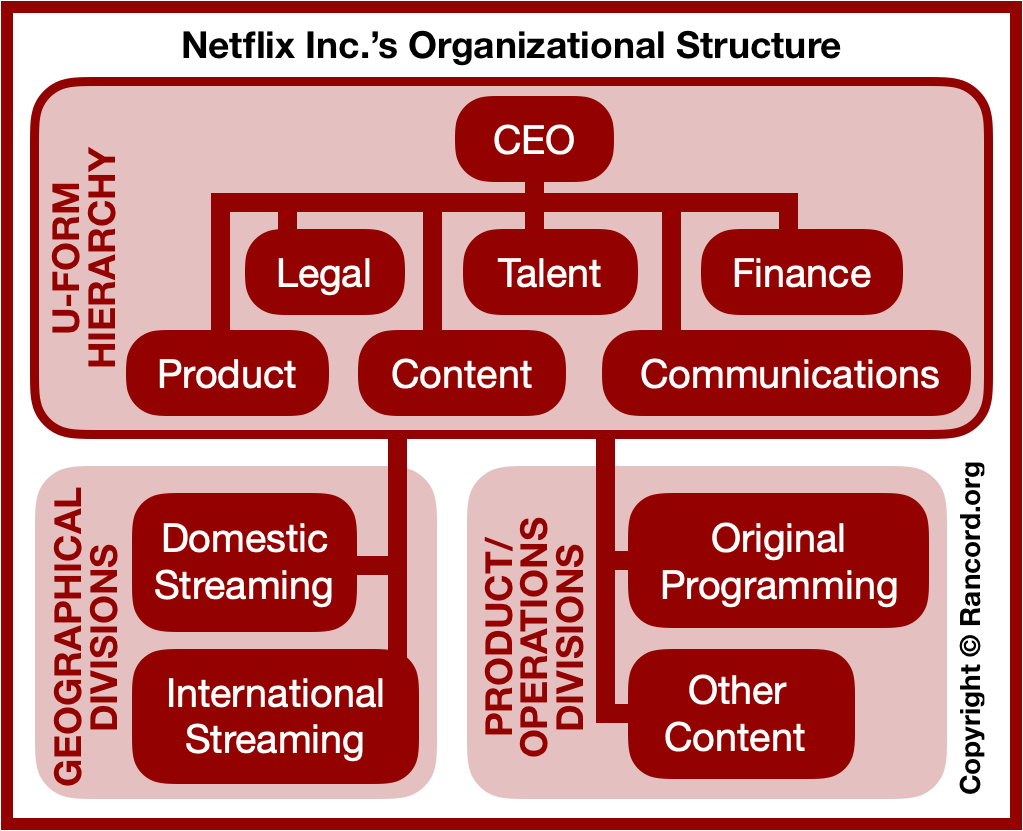 Netflix Inc.’s Organizational Structure
U-FORM
HIERARCHY
CEO
Legal
Talent
Finance
Product
Content
Communications
GEOGRAPHICAL
DIVISIONS
Domestic
Streaming
International
Streaming
PRODUCT/
OPERATIONS
DIVISIONS
Original
Programming
Other
Content
Copyright © Rancord.org